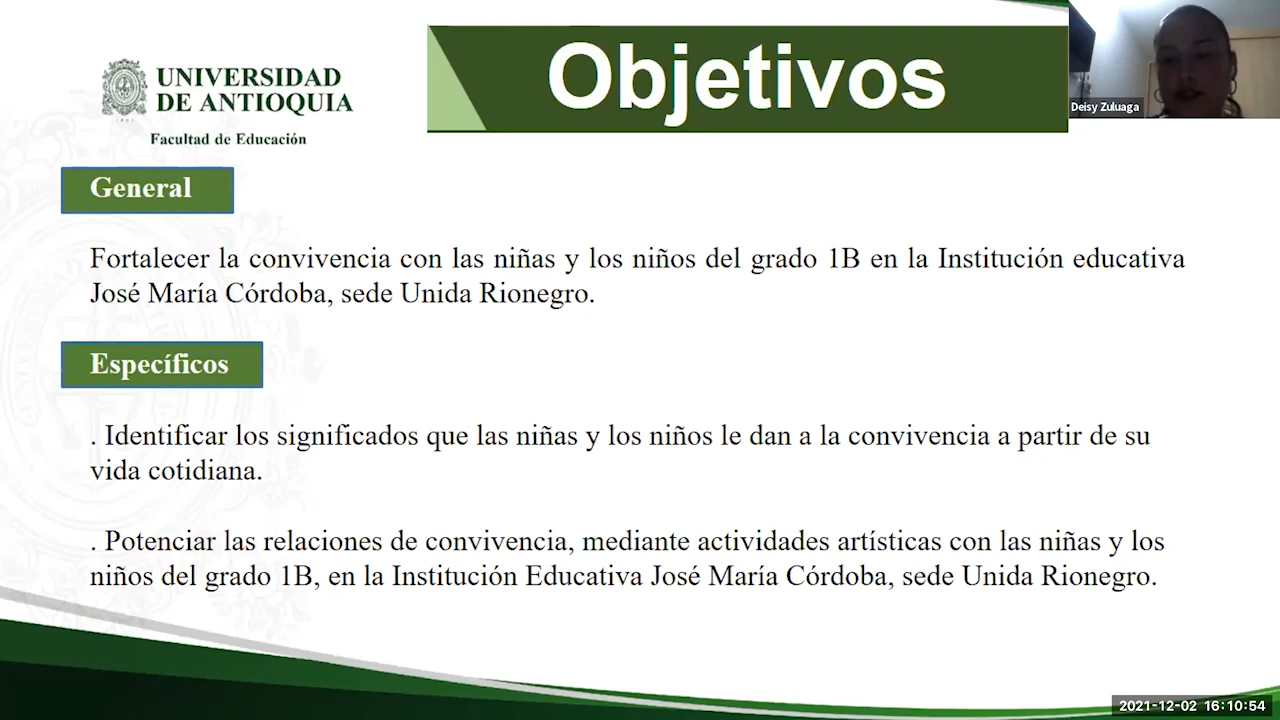 UNIVERSIDAD
DE ANTIOQUIA
Facultad de Educación
Objetivos
Deisy Zuluaga
General
Fortalecer la convivencia con las niñas y los niños del grado 1B en la Institución educativa
José María Córdoba, sede Unida Rionegro.
Específicos
. Identificar los significados que las niñas y los niños le dan a la convivencia a partir de su
vida cotidiana.
. Potenciar las relaciones de convivencia, mediante actividades artísticas con las niñas y los
niños del grado 1B, en la Institución Educativa José María Córdoba, sede Unida Rionegro.
2021-12-02 16:10:54